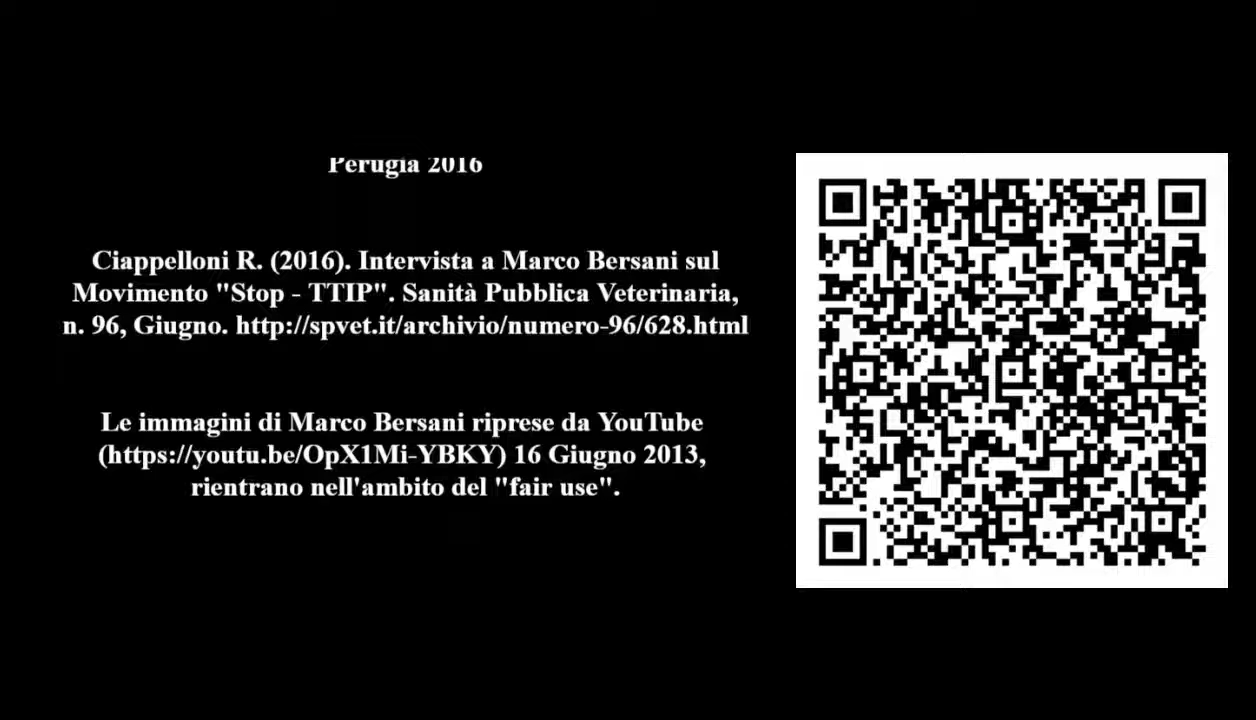 Perugia 2016
Ciappelloni R. (2016). Intervista a Marco Bersani sul
Movimento "Stop - TTIP". Sanità Pubblica Veterinaria,
n. 96, Giugno. http://spvet.it/archivio/numero-96/628.html
Le immagini di Marco Bersani riprese da YouTube
(https://youtu.be/OpX1Mi-YBKY) 16 Giugno 2013,
rientrano nell'ambito del "fair use".